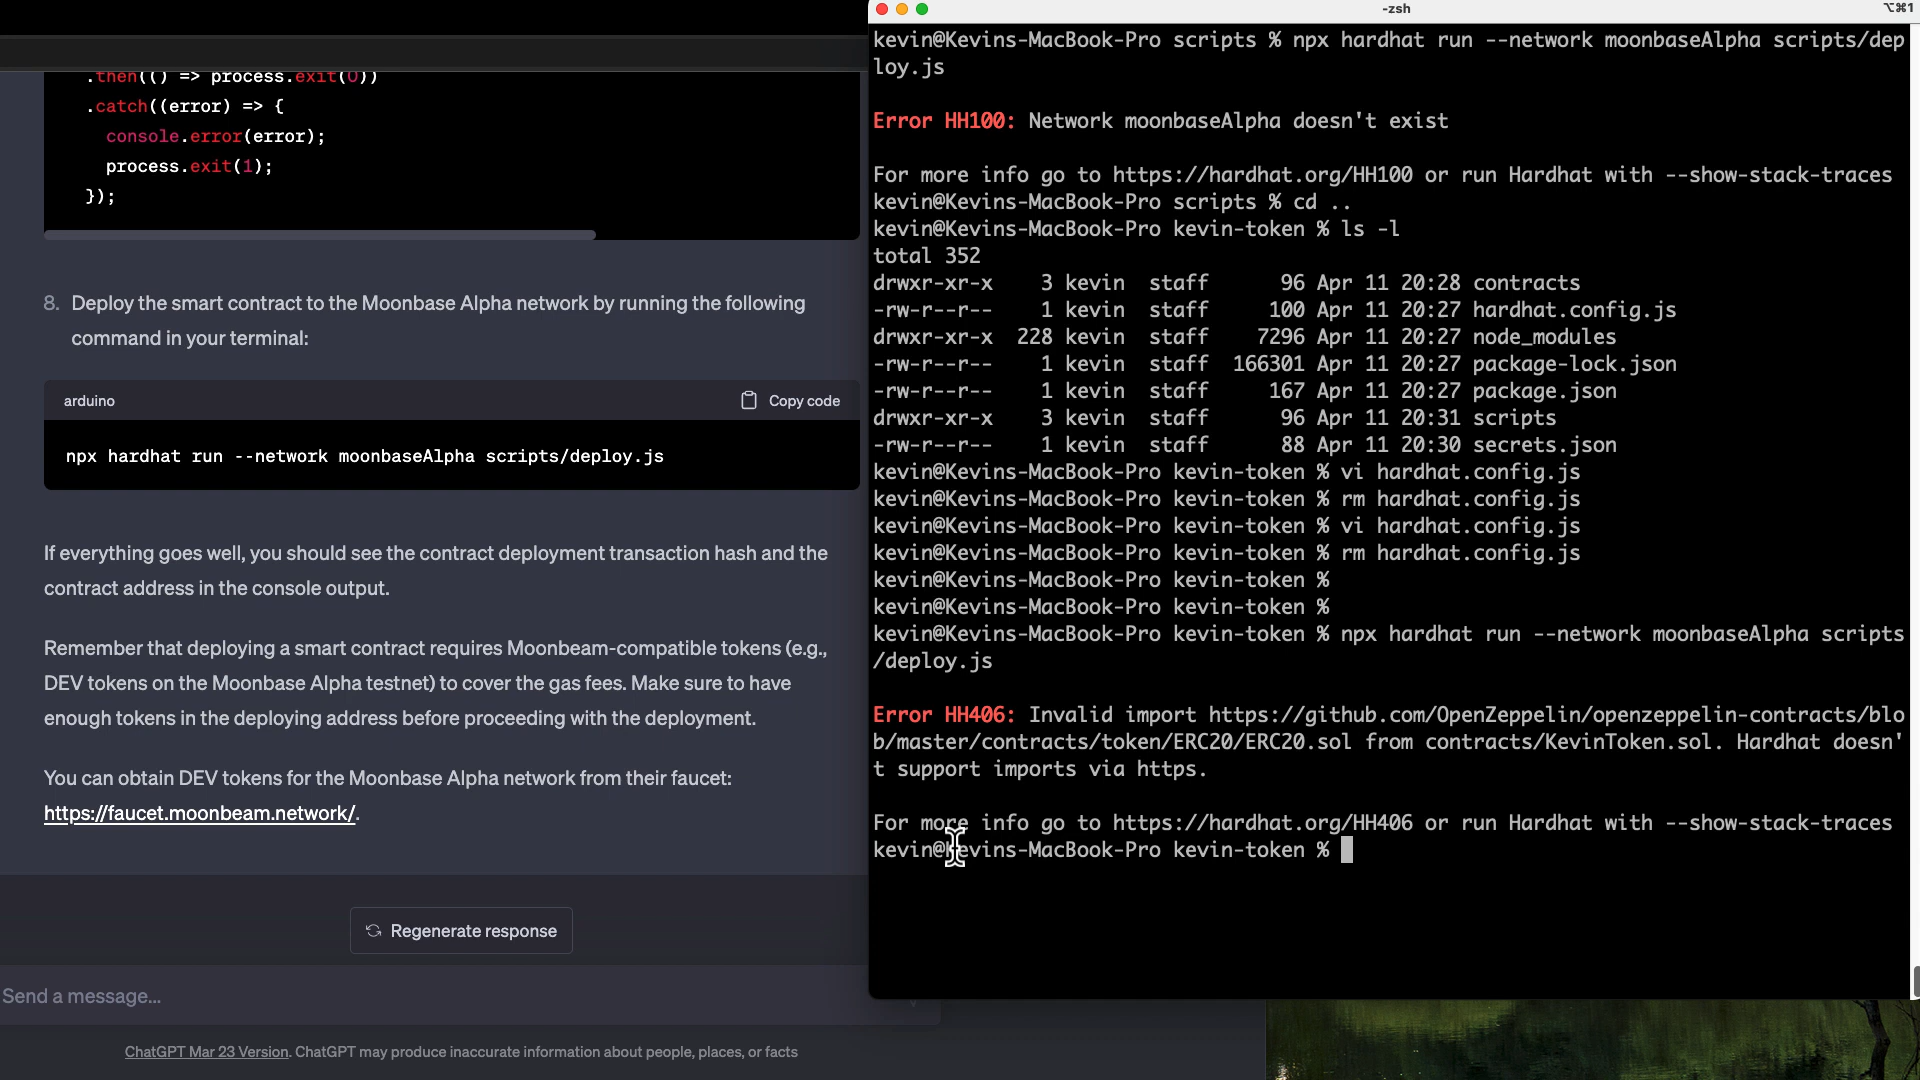 .then(() => process.exit(0))
.catch((error) => {
console.error(error);
process.exit(1);
});
8. Deploy the smart contract to the Moonbase Alpha network by running the following
command in your terminal:
arduino
Copy code
npx hardhat run --network moonbaseAlpha scripts/deploy.js
If everything goes well, you should see the contract deployment transaction hash and the
contract address in the console output.
Remember that deploying a smart contract requires Moonbeam-compatible tokens (e.g.,
DEV tokens on the Moonbase Alpha testnet) to cover the gas fees. Make sure to have
enough tokens in the deploying address before proceeding with the deployment.
You can obtain DEV tokens for the Moonbase Alpha network from their faucet:
https://faucet.moonbeam.network/.
Regenerate response
Send a message...
ChatGPT Mar 23 Version. ChatGPT may produce inaccurate information about people, places, or facts
-zsh
⌥⌘1
kevin@Kevins-MacBook-Pro scripts % npx hardhat run --network moonbaseAlpha scripts/dep
loy.js
Error HH100: Network moonbaseAlpha doesn't exist
For more info go to https://hardhat.org/HH100 or run Hardhat with --show-stack-traces
kevin@Kevins-MacBook-Pro scripts % cd ..
kevin@Kevins-MacBook-Pro kevin-token % ls -l
total 352
drwxr-xr-x 3 kevin staff 96 Apr 11 20:28 contracts
-rw-r--r-- 1 kevin staff 100 Apr 11 20:27 hardhat.config.js
drwxr-xr-x 228 kevin staff 7296 Apr 11 20:27 node_modules
-rw-r--r-- 1 kevin staff 166301 Apr 11 20:27 package-lock.json
-rw-r--r-- 1 kevin staff 167 Apr 11 20:27 package.json
drwxr-xr-x 3 kevin staff 96 Apr 11 20:31 scripts
-rw-r--r-- 1 kevin staff 88 Apr 11 20:30 secrets.json
kevin@Kevins-MacBook-Pro kevin-token % vi hardhat.config.js
kevin@Kevins-MacBook-Pro kevin-token % rm hardhat.config.js
kevin@Kevins-MacBook-Pro kevin-token % vi hardhat.config.js
kevin@Kevins-MacBook-Pro kevin-token % rm hardhat.config.js
kevin@Kevins-MacBook-Pro kevin-token %
kevin@Kevins-MacBook-Pro kevin-token %
kevin@Kevins-MacBook-Pro kevin-token % npx hardhat run --network moonbaseAlpha scripts
/deploy.js
Error HH406: Invalid import https://github.com/OpenZeppelin/openzeppelin-contracts/blo
b/master/contracts/token/ERC20/ERC20.sol from contracts/KevinToken.sol. Hardhat doesn'
t support imports via https.
For more info go to https://hardhat.org/HH406 or run Hardhat with --show-stack-traces
kevin@Kevins-MacBook-Pro kevin-token %